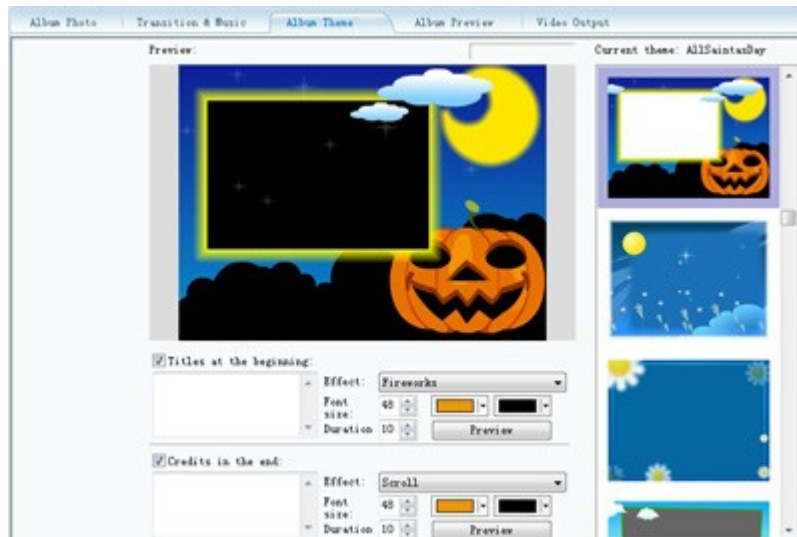 Album Photo Transition & Music Album Theme Album Preview Video Output
Preview:
Current theme: AllSaintasDay
Titles at the beginning:
Effect: Fireworks
Font size: 48
Duration 10 Preview
Credits in the end:
Effect: Scroll
Font size: 48
Duration 10 Preview